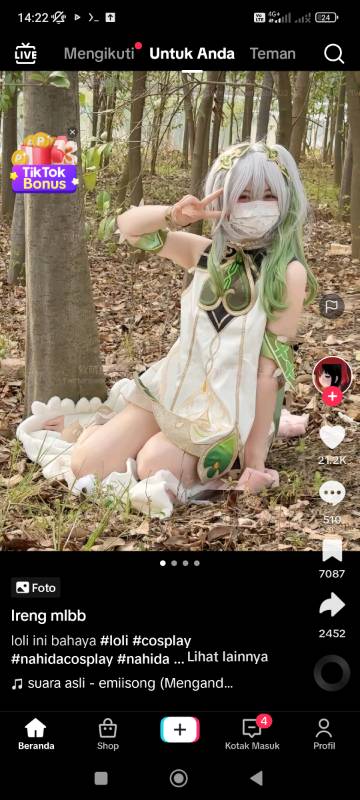 14:22
4G+
24
LIVE
Mengikuti
Untuk Anda
Teman
TikTok
Bonus
21.2K
510
7087
2452
Foto
Ireng mlbb
loli ini bahaya #loli #cosplay
#nahidacosplay #nahida ... Lihat lainnya
suara asli - emiisong (Mengand...
4
Beranda
Shop
Kotak Masuk
Profil